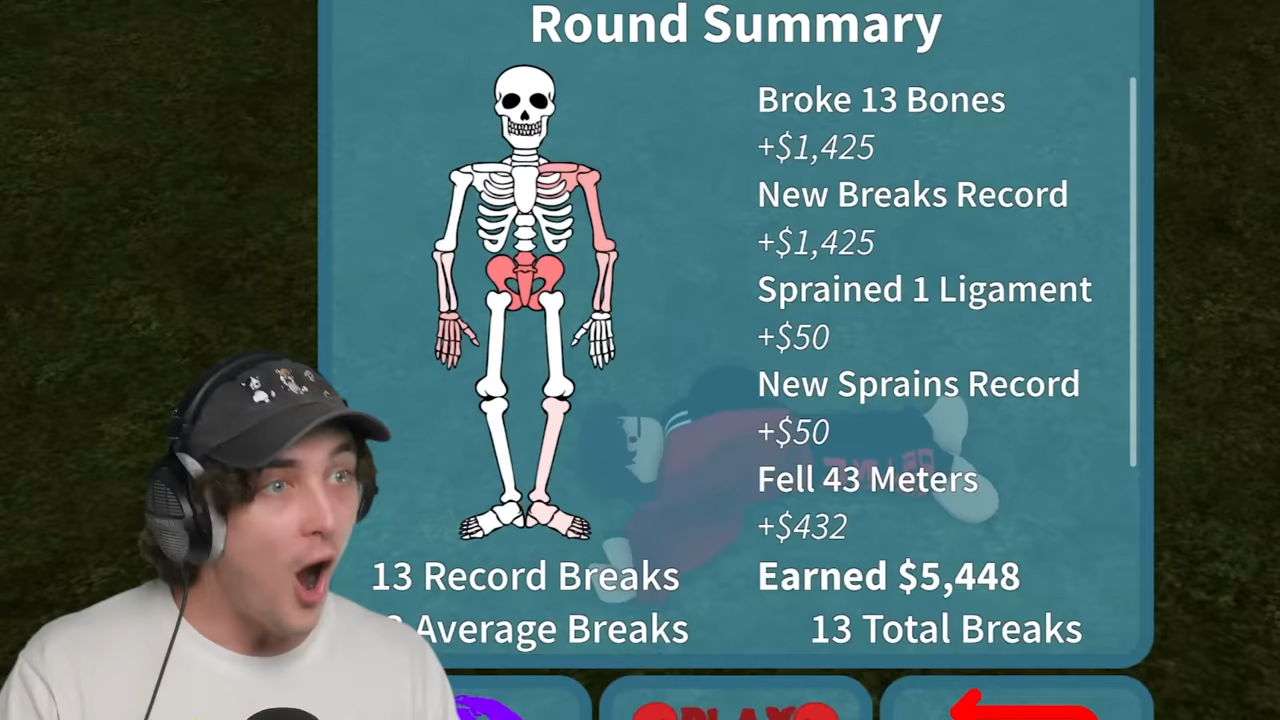 Round Summary
Broke 13 Bones
+$1,425
New Breaks Record
+$1,425
Sprained 1 Ligament
+$50
New Sprains Record
+$50
Fell 43 Meters
+$432
13 Record Breaks
Earned $5,448
Average Breaks
13 Total Breaks
PLAY